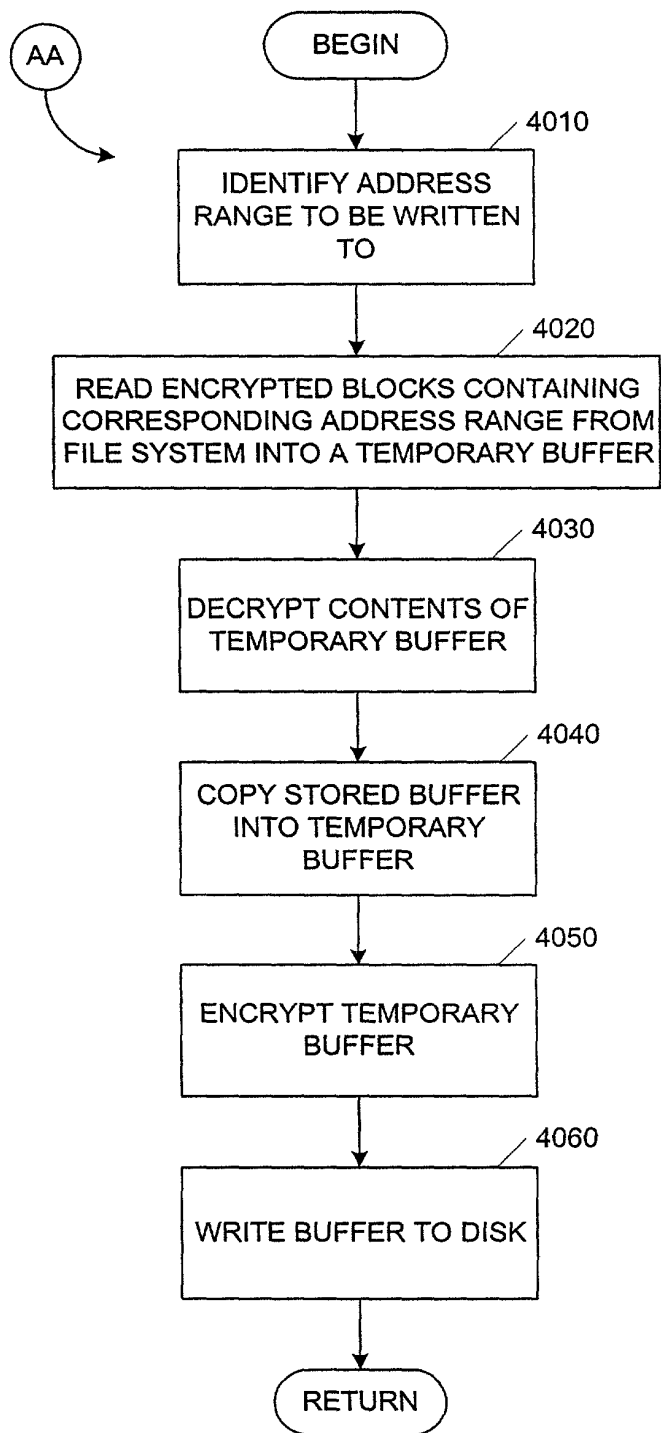 AA
BEGIN
4010
IDENTIFY ADDRESS
RANGE TO BE WRITTEN
TO
4020
READ ENCRYPTED BLOCKS CONTAINING
CORRESPONDING ADDRESS RANGE FROM
FILE SYSTEM INTO A TEMPORARY BUFFER
4030
DECRYPT CONTENTS OF
TEMPORARY BUFFER
4040
COPY STORED BUFFER
INTO TEMPORARY
BUFFER
4050
ENCRYPT TEMPORARY
BUFFER
4060
WRITE BUFFER TO DISK
RETURN